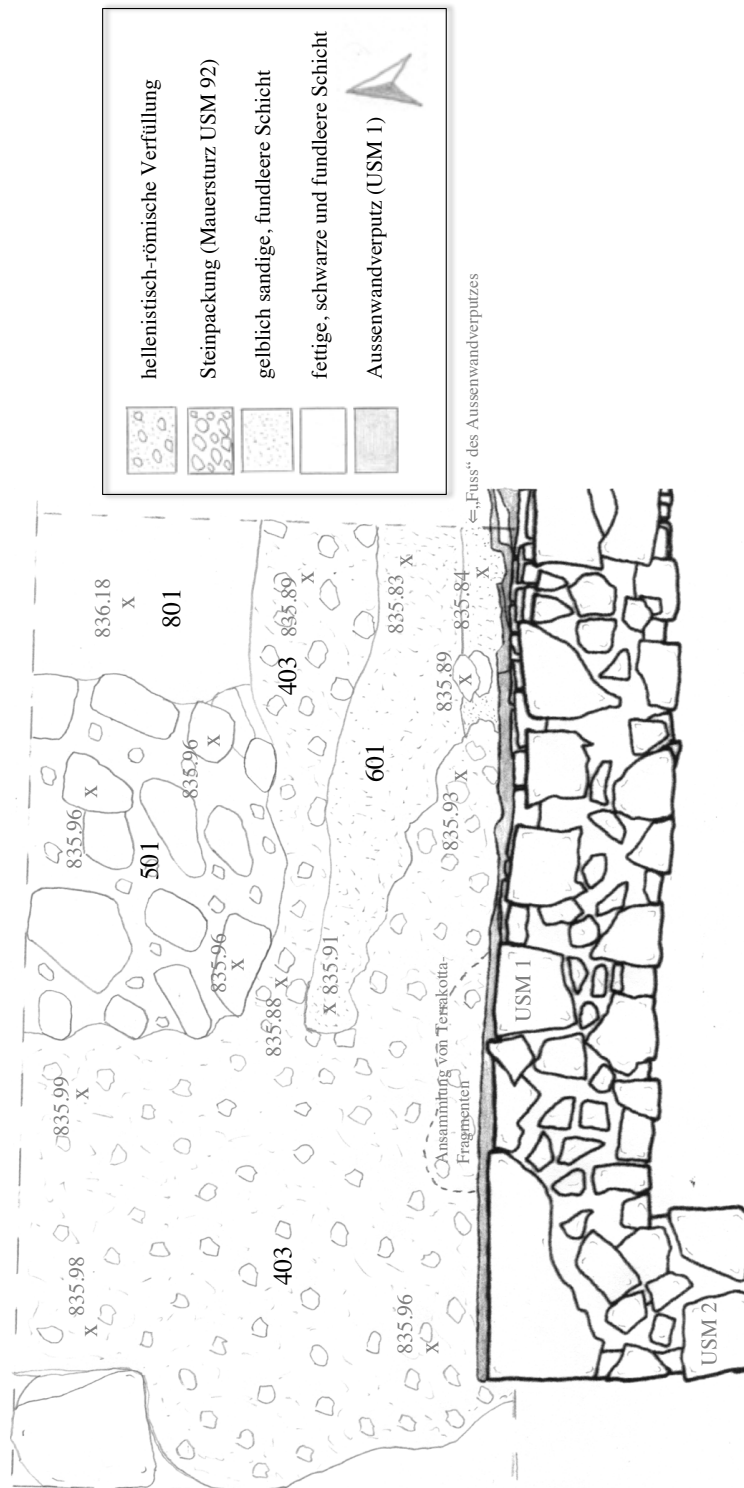 hellenistisch-römische Verfüllung
Steinpackung (Mauersturz USM 92)
gelblich sandige, fundleere Schicht
fettige, schwarze und fundleere Schicht
Aussenwandverputz (USM 1)
⇐„Fuss“ des Aussenwandverputzes
836.18
X
801
835.89
X
403
835.83
X
835.84
X
835.89
X
835.96
X
835.96
X
501
601
835.93
X
835.96
X
835.88
X
X 835.91
Ansammlung von Terrakotta-
Fragmenten
USM 1
835.99
X
835.98
X
403
835.96
X
USM 2